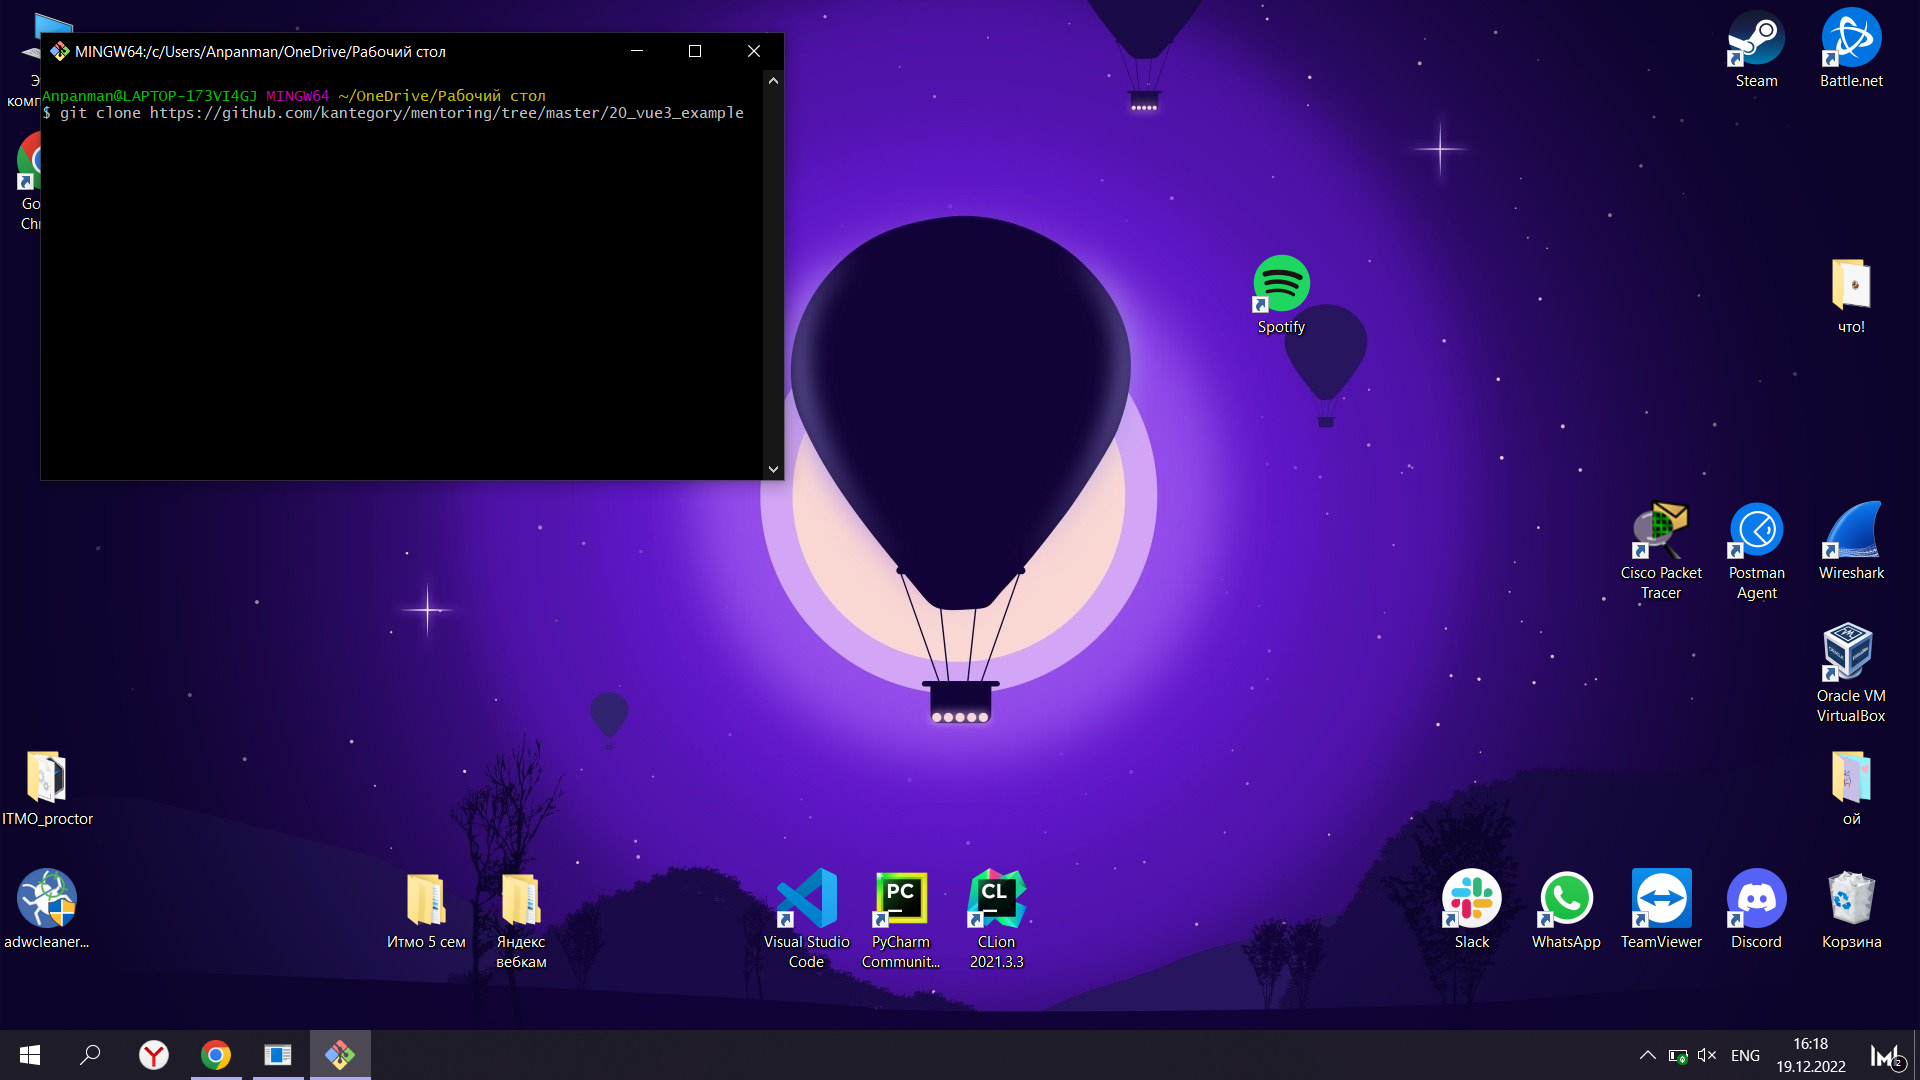 MINGW64:/c/Users/Anpanman/OneDrive/Рабочий стол
Anpanman@LAPTOP-173VI4GJ MINGW64 ~/OneDrive/Рабочий стол
$ git clone https://github.com/kantegory/mentoring/tree/master/20_vue3_example
Э
комп
Go
Chr
Steam
Battle.net
Spotify
что!
Cisco Packet
Tracer
Postman
Agent
Wireshark
Oracle VM
VirtualBox
ITMO_proctor
ой
adwcleaner...
Итмо 5 сем
Яндекс
вебкам
Visual Studio
Code
PC
PyCharm
Communit...
CL
CLion
2021.3.3
Slack
WhatsApp
TeamViewer
Discord
Корзина
ENG
16:18
19.12.2022
2